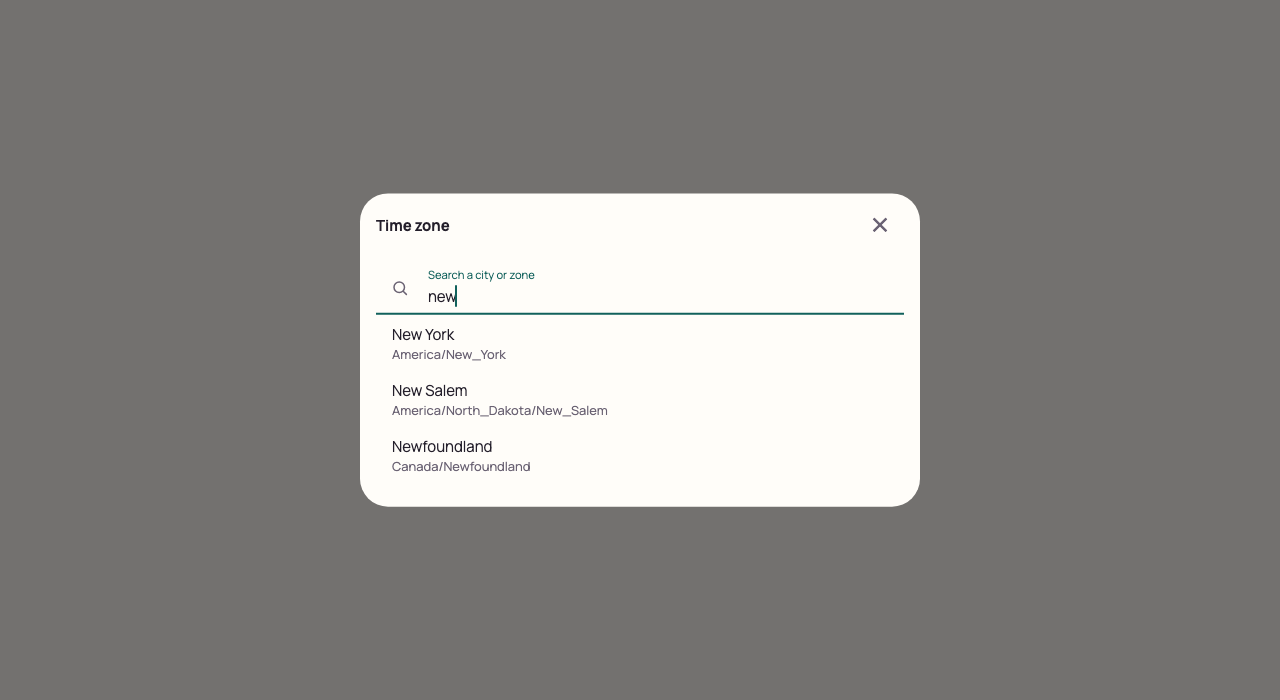 Time zone
Search a city or zone
new
New York
America/New_York
New Salem
America/North_Dakota/New_Salem
Newfoundland
Canada/Newfoundland